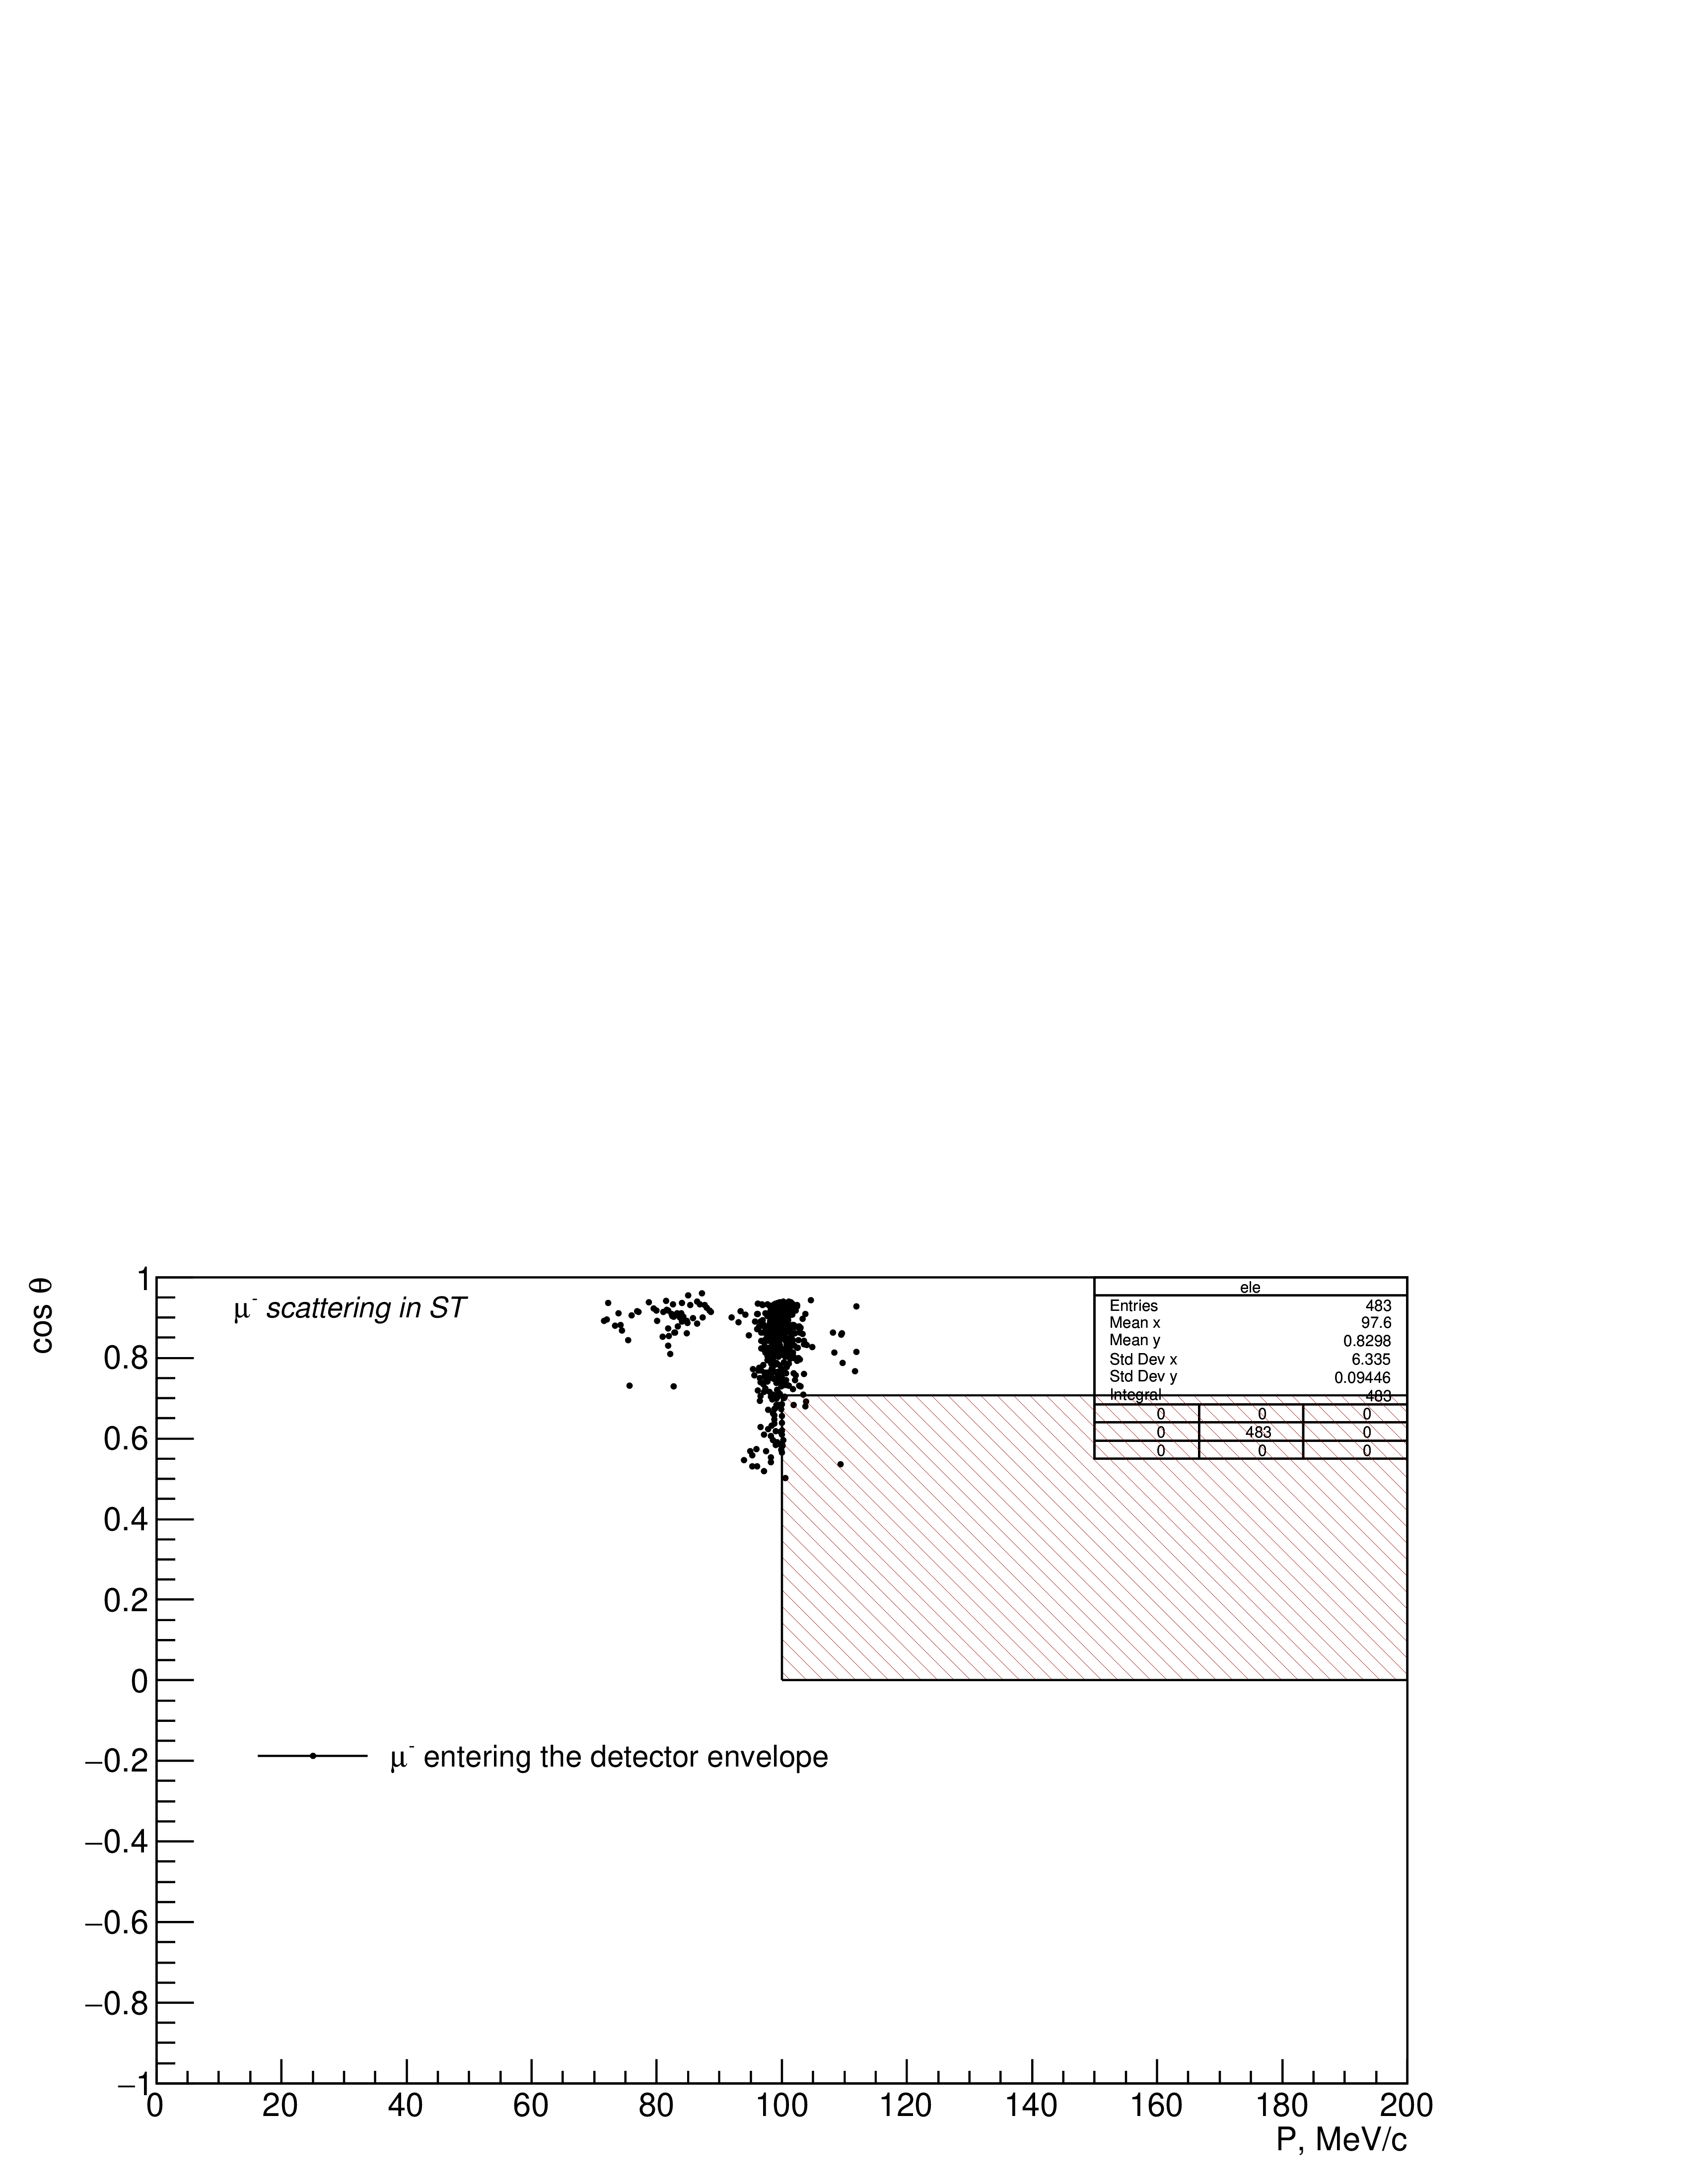 cos θ
μ⁻ scattering in ST
ele
Entries 483
Mean x 97.6
Mean y 0.8298
Std Dev x 6.335
Std Dev y 0.09446
Integral 483
0 0 0
0 483 0
0 0 0
1
0.8
0.6
0.4
0.2
0
−0.2
−0.4
−0.6
−0.8
−1
μ⁻ entering the detector envelope
0 20 40 60 80 100 120 140 160 180 200
P, MeV/c